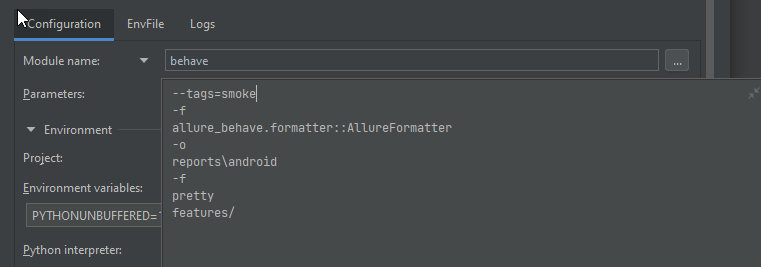 Configuration EnvFile Logs
Module name: behave ...
Parameters:
--tags=smoke
-f
allure_behave.formatter::AllureFormatter
-o
reports\android
-f
pretty
features/
Environment
Project:
Environment variables:
PYTHONUNBUFFERED=
Python interpreter: